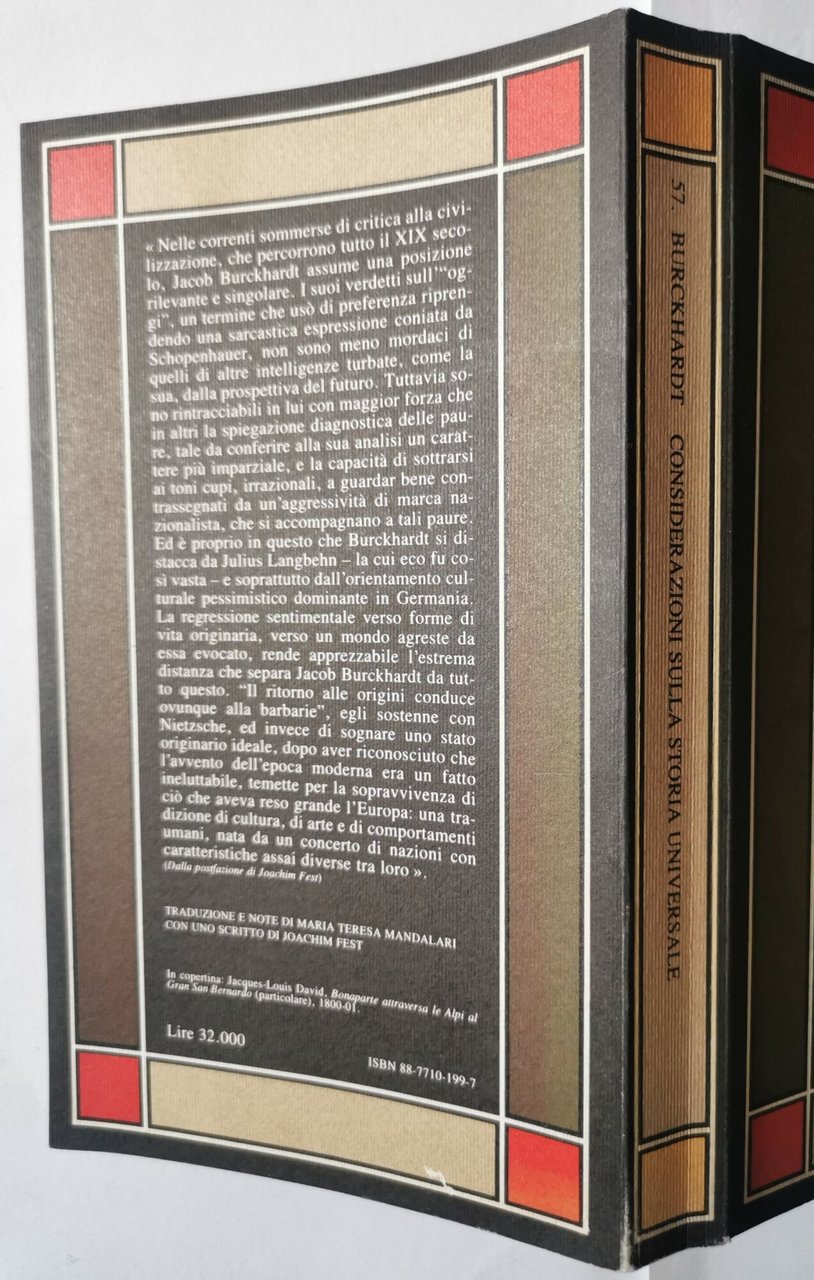 « Nelle correnti sommerse di critica alla civi-
lizzazione, che percorrono tutto il XIX seco-
lo, Jacob Burckhardt assume una posizione
rilevante e singolare. I suoi verdetti sull'“og-
gi”, un termine che usò di preferenza ripren-
dendo una sarcastica espressione coniata da
Schopenhauer, non sono meno mordaci di
quelli di altre intelligenze turbate, come la
sua, dalla prospettiva del futuro. Tuttavia so-
no rintracciabili in lui con maggior forza che
in altri la spiegazione diagnostica delle pau-
re, tale da conferire alla sua analisi un carat-
tere più imparziale, e la capacità di sottrarsi
ai toni cupi, irrazionali, a guardar bene con-
trassegnati da un'aggressività di marca na-
zionalista, che si accompagnano a tali paure.
Ed è proprio in questo che Burckhardt si di-
stacca da Julius Langbehn – la cui eco fu co-
sì vasta – e soprattutto dall'orientamento cul-
turale pessimistico dominante in Germania.
La regressione sentimentale verso forme di
vita originaria, verso un mondo agreste da
essa evocato, rende apprezzabile l'estrema
distanza che separa Jacob Burckhardt da tut-
to questo. “Il ritorno alle origini conduce
ovunque alla barbarie”, egli sostenne con
Nietzsche, ed invece di sognare uno stato
originario ideale, dopo aver riconosciuto che
l'avvento dell'epoca moderna era un fatto
ineluttabile, temette per la sopravvivenza di
ciò che aveva reso grande l'Europa: una tra-
dizione di cultura, di arte e di comportamenti
umani, nata da un concerto di nazioni con
caratteristiche assai diverse tra loro ».
(Dalla postfazione di Joachim Fest)
TRADUZIONE E NOTE DI MARIA TERESA MANDALARI
CON UNO SCRITTO DI JOACHIM FEST
In copertina: Jacques-Louis David, Bonaparte attraversa le Alpi al
Gran San Bernardo (particolare), 1800-01.
Lire 32.000
ISBN 88-7710-199-7
57. BURCKHARDT CONSIDERAZIONI SULLA STORIA UNIVERSALE